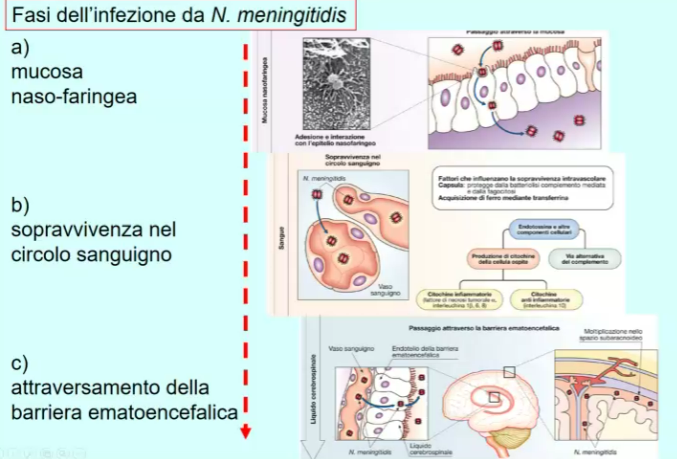 Fasi dell'infezione da N. meningitidis
a)
mucosa
naso-faringea
Passaggio attraverso la mucosa
Mucosa nasofaringea
Adesione e interazione
con l'epitelio nasofaringeo
b)
sopravvivenza nel
circolo sanguigno
Sopravvivenza nel
circolo sanguigno
N. meningitidis
Sangue
Vaso
sanguigno
Fattori che influenzano la sopravvivenza intravascolare
Capsula: protegge dalla batteriolisi complemento mediata
e dalla fagocitosi
Acquisizione di ferro mediante transferrina
Endotossina e altre
componenti cellulari
Produzione di citochine
della cellula ospite
Via alternativa
del complemento
Citochine infiammatorie
(fattore di necrosi tumorale α,
interleuchina 1β, 6, 8)
Citochine
anti-infiammatorie
(interleuchina 10)
c)
attraversamento della
barriera ematoencefalica
Passaggio attraverso la barriera ematoencefalica
Moltiplicazione nello
spazio subaracnoideo
Vaso sanguigno
Endotelio della barriera
ematoencefalica
Liquido cerebrospinale
Liquido
cerebrospinale
N. meningitidis
N. meningitidis